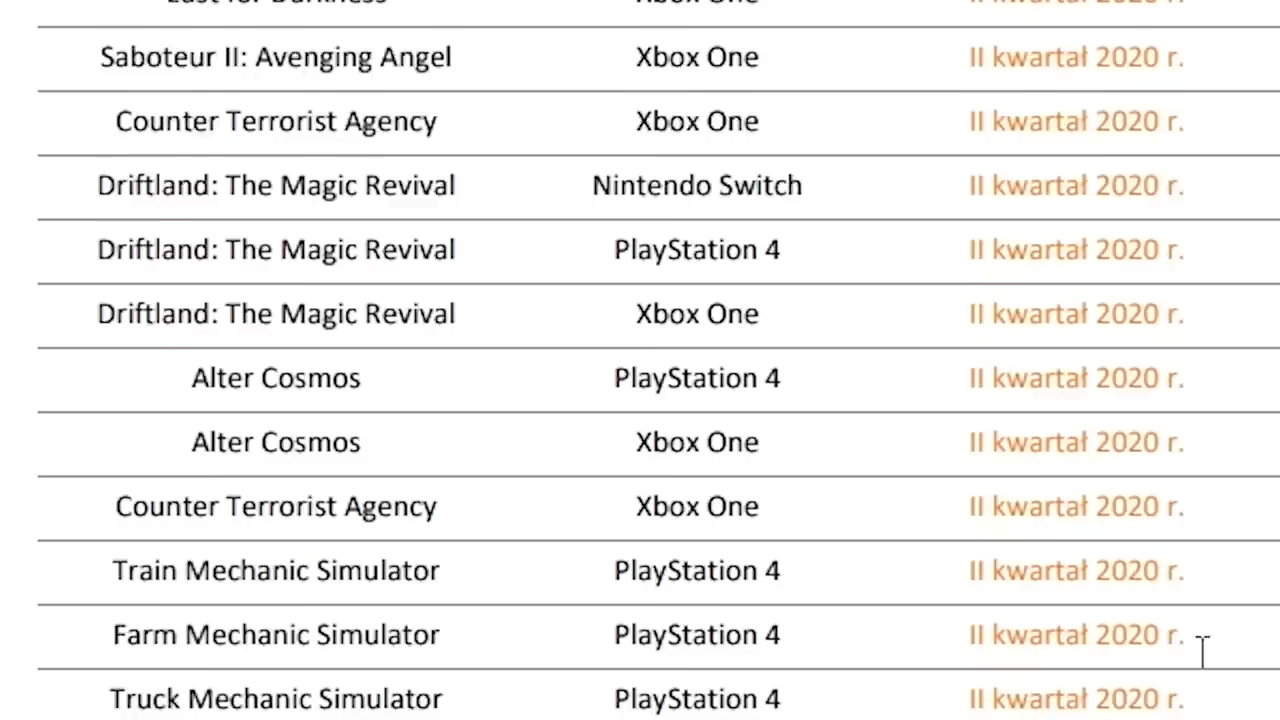 Saboteur II: Avenging Angel Xbox One II kwartał 2020 r.
Counter Terrorist Agency Xbox One II kwartał 2020 r.
Driftland: The Magic Revival Nintendo Switch II kwartał 2020 r.
Driftland: The Magic Revival PlayStation 4 II kwartał 2020 r.
Driftland: The Magic Revival Xbox One II kwartał 2020 r.
Alter Cosmos PlayStation 4 II kwartał 2020 r.
Alter Cosmos Xbox One II kwartał 2020 r.
Counter Terrorist Agency Xbox One II kwartał 2020 r.
Train Mechanic Simulator PlayStation 4 II kwartał 2020 r.
Farm Mechanic Simulator PlayStation 4 II kwartał 2020 r.
Truck Mechanic Simulator PlayStation 4 II kwartał 2020 r.